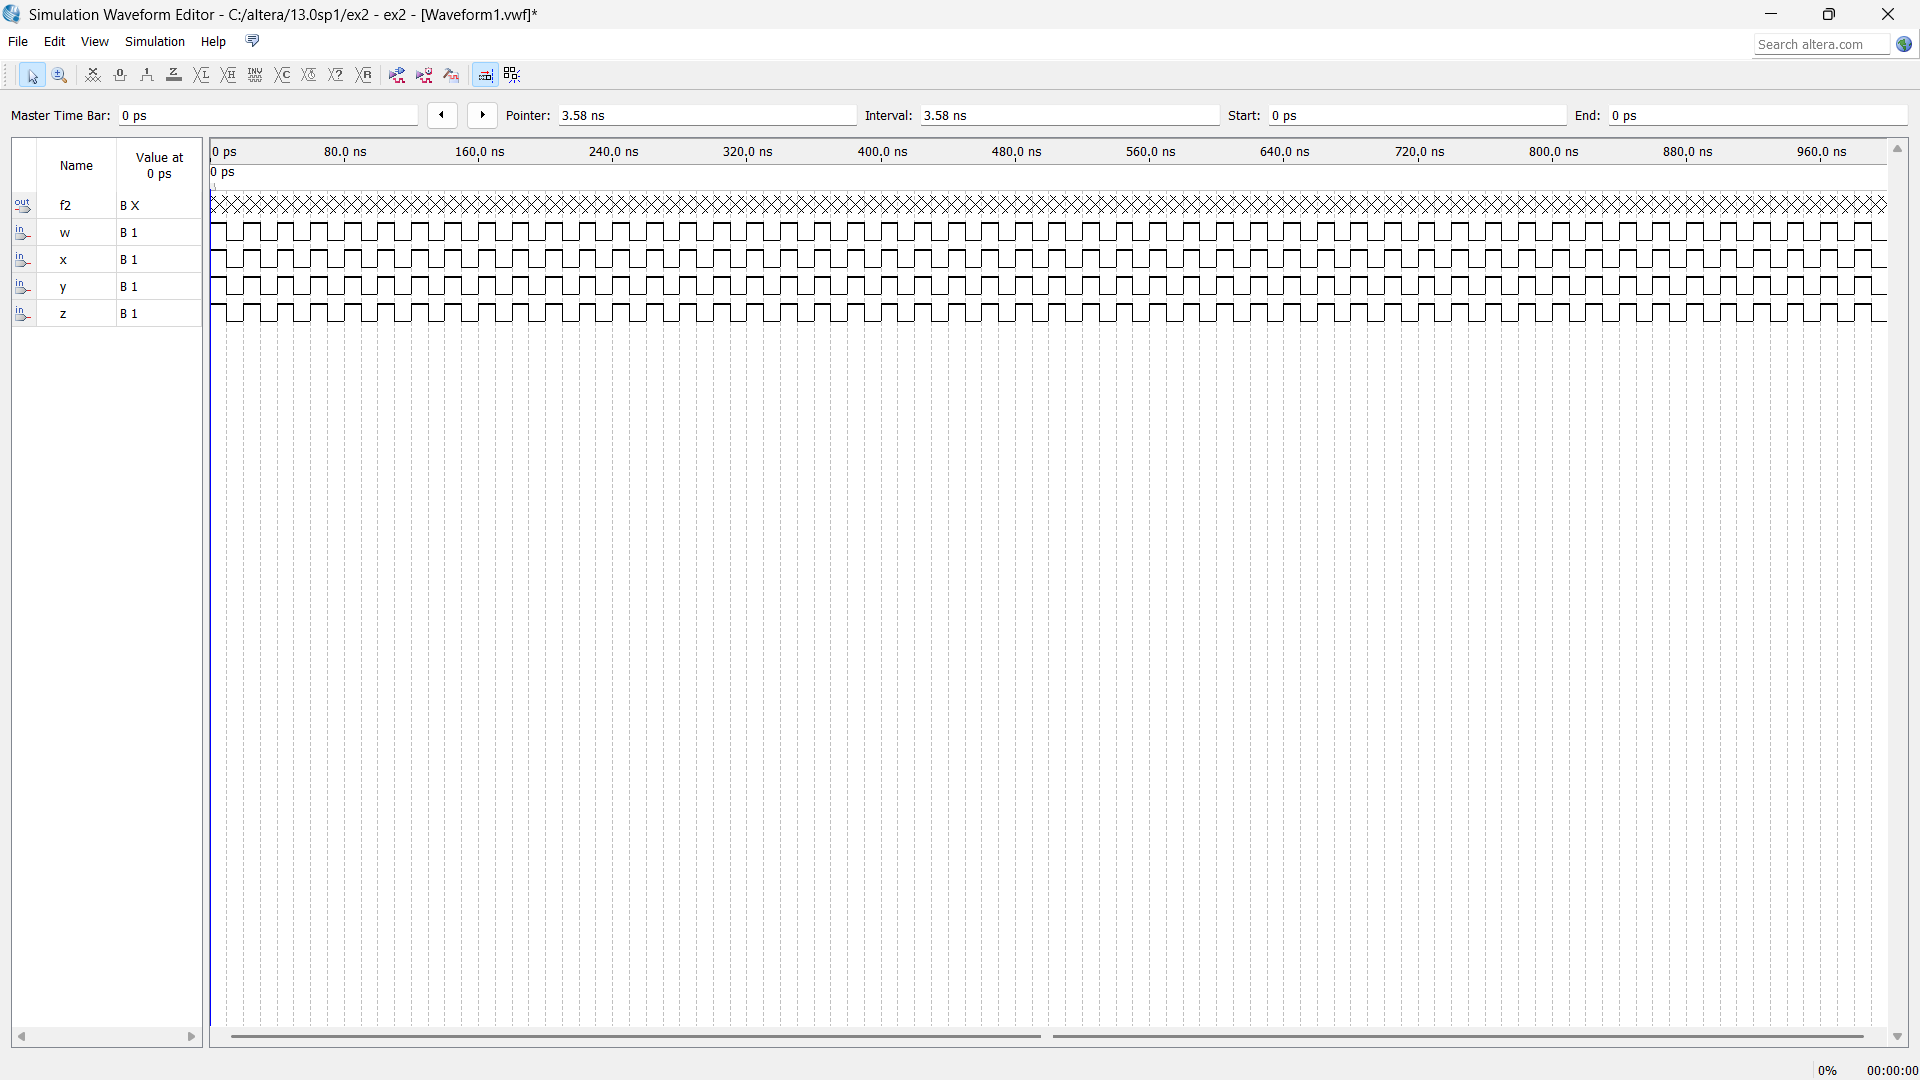 Simulation Waveform Editor - C:/altera/13.0sp1/ex2 - ex2 - [Waveform1.vwf]*
File Edit View Simulation Help
Search altera.com
Master Time Bar: 0 ps Pointer: 3.58 ns Interval: 3.58 ns Start: 0 ps End: 0 ps
Name Value at 0 ps
0 ps 80.0 ns 160.0 ns 240.0 ns 320.0 ns 400.0 ns 480.0 ns 560.0 ns 640.0 ns 720.0 ns 800.0 ns 880.0 ns 960.0 ns
0 ps
out f2 B X
in w B 1
in x B 1
in y B 1
in z B 1
0% 00:00:00